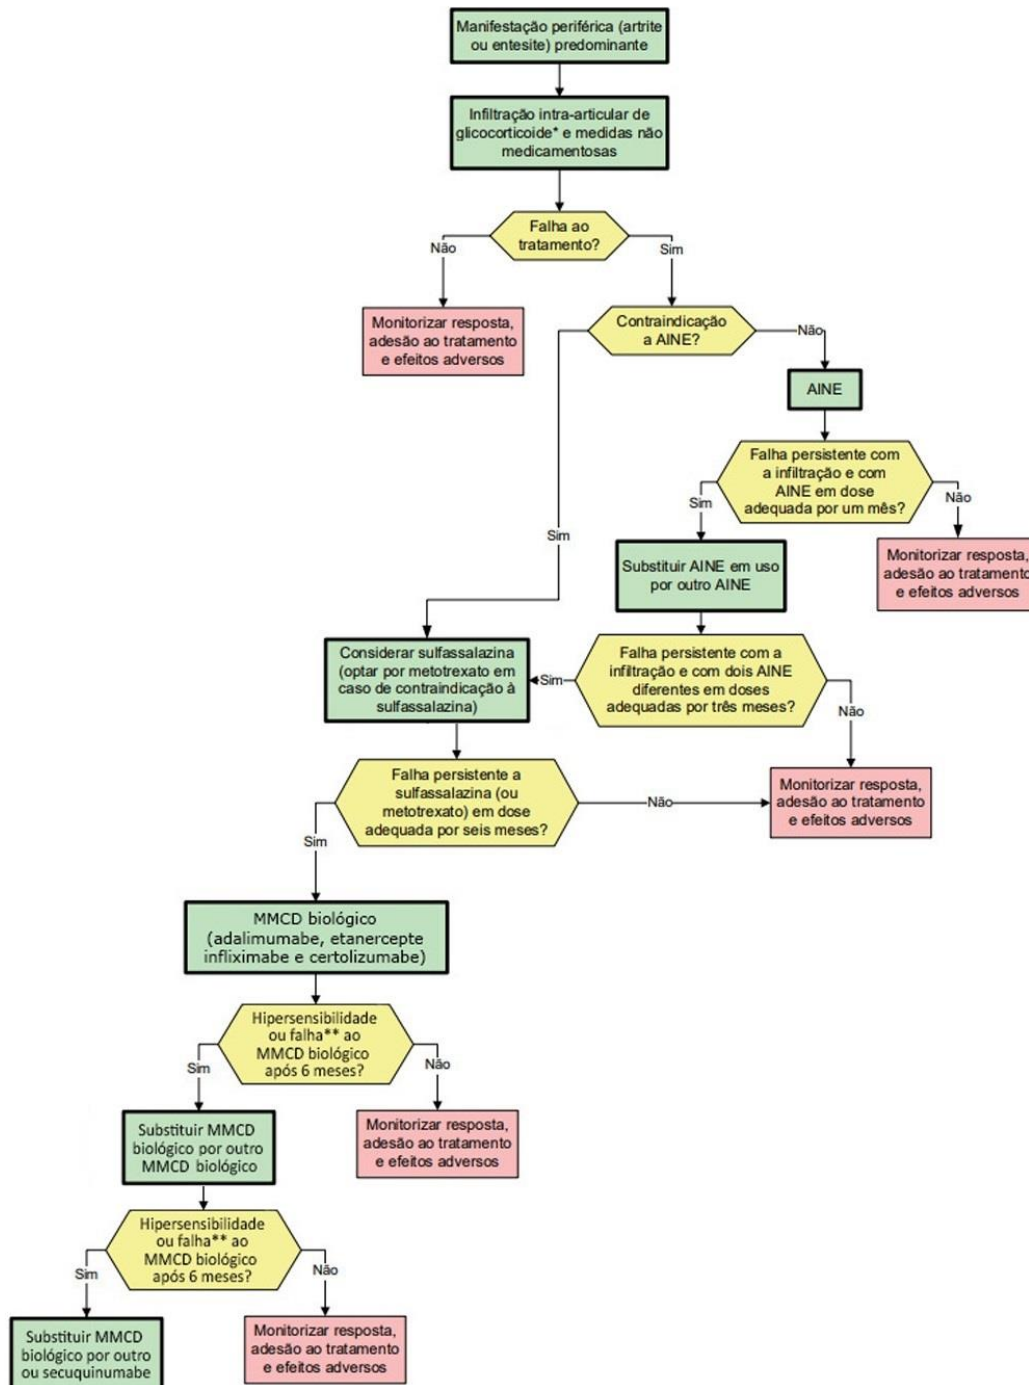 Manifestação periférica (artrite
ou entesite) predominante
Infiltração intra-articular de
glicocorticoide* e medidas não
medicamentosas
Falha ao
tratamento?
Não
Sim
Monitorizar resposta,
adesão ao tratamento
e efeitos adversos
Contraindicação
a AINE?
Não
AINE
Falha persistente com
a infiltração e com
AINE em dose
adequada por um mês?
Sim
Não
Sim
Substituir AINE em uso
por outro AINE
Monitorizar resposta,
adesão ao tratamento
e efeitos adversos
Considerar sulfassalazina
(optar por metotrexato em
caso de contraindicação à
sulfassalazina)
Sim
Falha persistente com a
infiltração e com dois AINE
diferentes em doses
adequadas por três meses?
Não
Falha persistente a
sulfassalazina (ou
metotrexato) em dose
adequada por seis meses?
Não
Monitorizar resposta,
adesão ao tratamento
e efeitos adversos
Sim
MMCD biológico
(adalimumabe, etanercepte
infliximabe e certolizumabe)
Hipersensibilidade
ou falha** ao
MMCD biológico
após 6 meses?
Sim
Não
Substituir MMCD
biológico por outro
MMCD biológico
Monitorizar resposta,
adesão ao tratamento
e efeitos adversos
Hipersensibilidade
ou falha** ao
MMCD biológico
após 6 meses?
Sim
Não
Substituir MMCD
biológico por outro
ou secuquinumabe
Monitorizar resposta,
adesão ao tratamento
e efeitos adversos